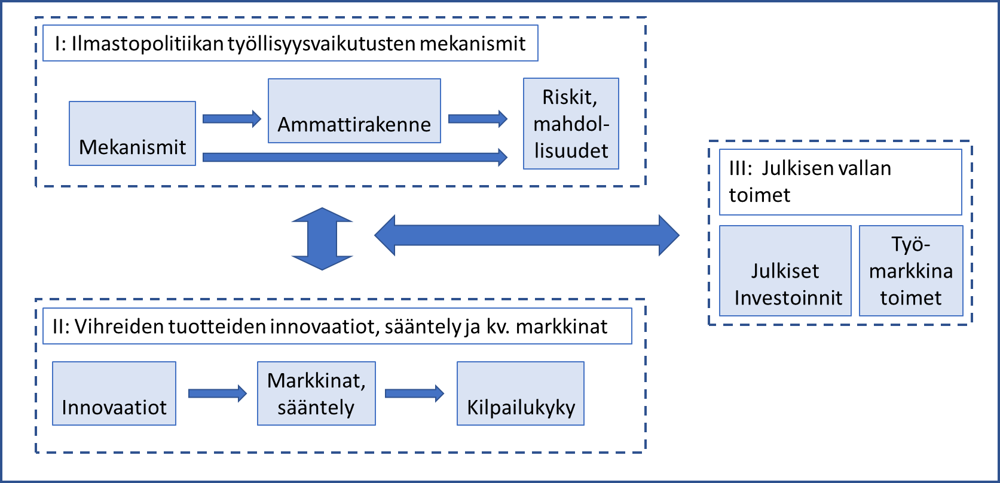 I: Ilmastopolitiikan työllisyysvaikutusten mekanismit
Mekanismit
Ammattirakenne
Riskit,
mahdol-
lisuudet
II: Vihreiden tuotteiden innovaatiot, sääntely ja kv. markkinat
Innovaatiot
Markkinat,
sääntely
Kilpailukyky
III: Julkisen vallan
toimet
Julkiset
Investoinnit
Työ-
markkina
toimet